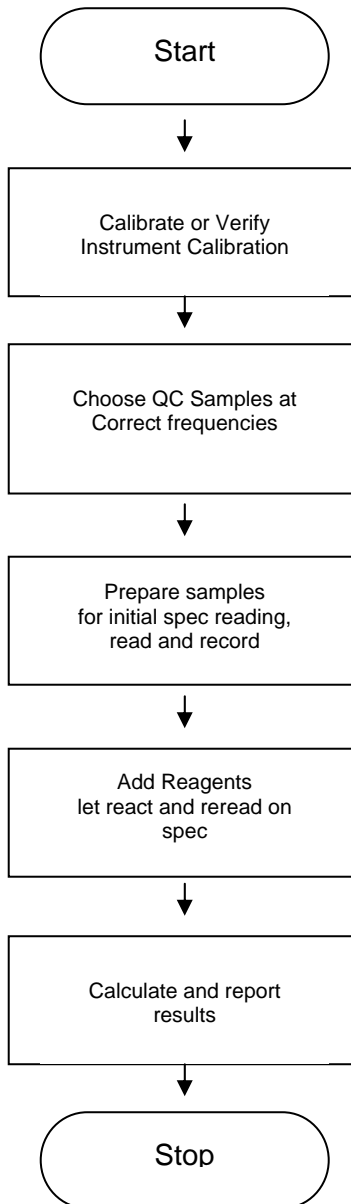 Start
Calibrate or Verify
Instrument Calibration
Choose QC Samples at
Correct frequencies
Prepare samples
for initial spec reading,
read and record
Add Reagents
let react and reread on
spec
Calculate and report
results
Stop